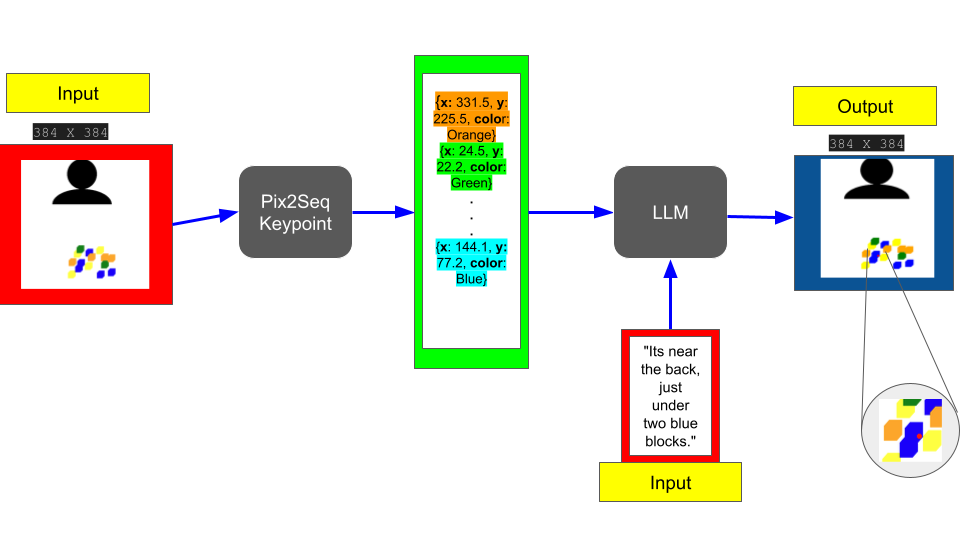 Input
384 X 384
Pix2Seq
Keypoint
{x: 331.5, y:
225.5, color:
Orange}
{x: 24.5, y:
22.2, color:
Green}
.
.
.
{x: 144.1, y:
77.2, color:
Blue}
LLM
"Its near
the back,
just
under
two blue
blocks."
Input
Output
384 X 384